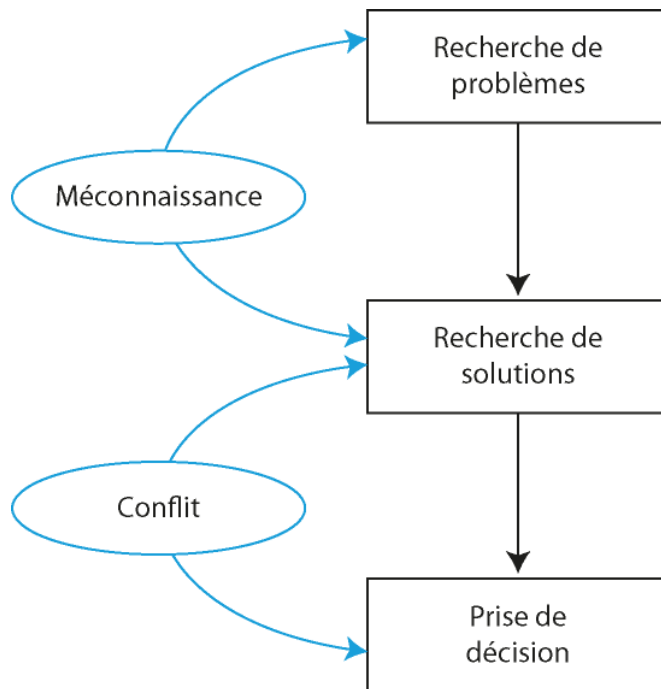 Recherche de
problèmes
Méconnaissance
Recherche de
solutions
Conflit
Prise de
décision